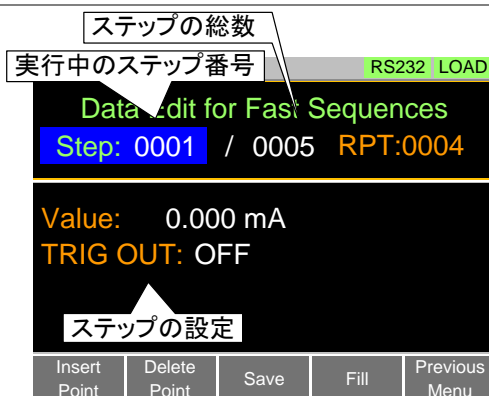 ステップの総数
実行中のステップ番号
RS232 LOAD
Data Edit for Fast Sequences
Step: 0001 / 0005 RPT:0004
Value: 0.000 mA
TRIG OUT: OFF
ステップの設定
Insert Point
Delete Point
Save
Fill
Previous Menu